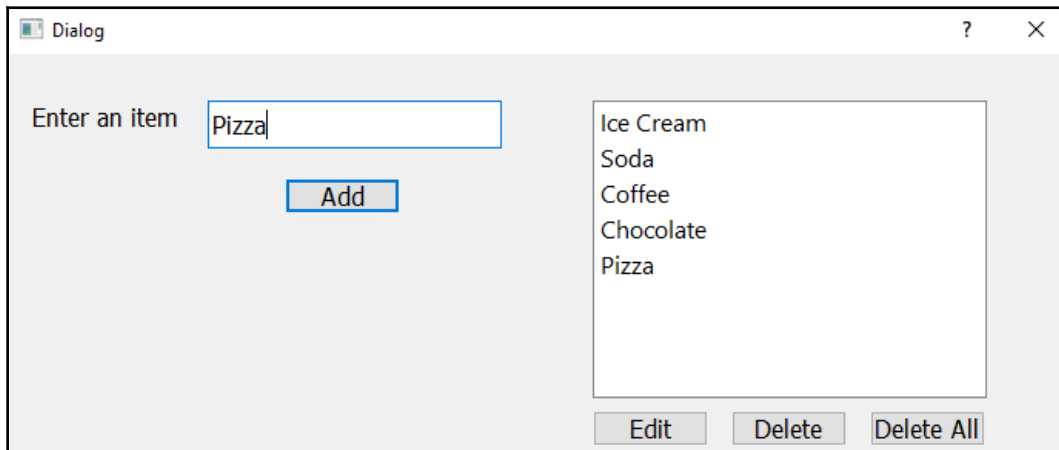 Dialog
?
Enter an item
Pizza
Add
Ice Cream
Soda
Coffee
Chocolate
Pizza
Edit
Delete
Delete All